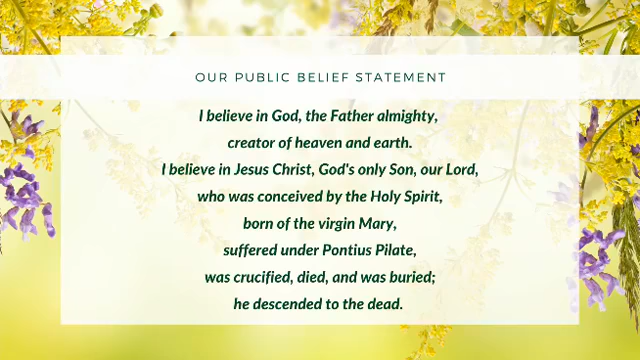 OUR PUBLIC BELIEF STATEMENT
I believe in God, the Father almighty,
creator of heaven and earth.
I believe in Jesus Christ, God's only Son, our Lord,
who was conceived by the Holy Spirit,
born of the virgin Mary,
suffered under Pontius Pilate,
was crucified, died, and was buried;
he descended to the dead.